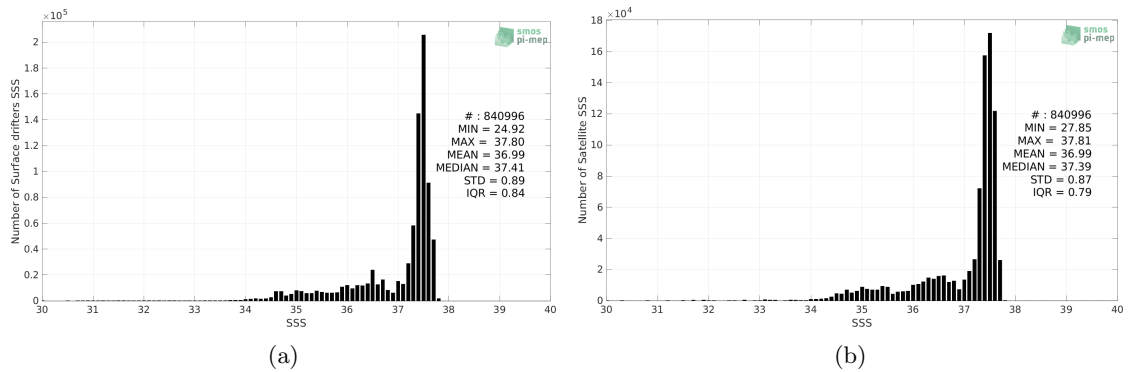 ×10⁵
2
1.8
1.6
1.4
1.2
1
0.8
0.6
0.4
0.2
0
30 31 32 33 34 35 36 37 38 39 40
SSS
Number of Surface drifters SSS
smos
pi-mep
# : 840996
MIN = 24.92
MAX = 37.80
MEAN = 36.99
MEDIAN = 37.41
STD = 0.89
IQR = 0.84
(a)
×10⁴
18
16
14
12
10
8
6
4
2
0
30 31 32 33 34 35 36 37 38 39 40
SSS
Number of Satellite SSS
smos
pi-mep
# : 840996
MIN = 27.85
MAX = 37.81
MEAN = 36.99
MEDIAN = 37.39
STD = 0.87
IQR = 0.79
(b)